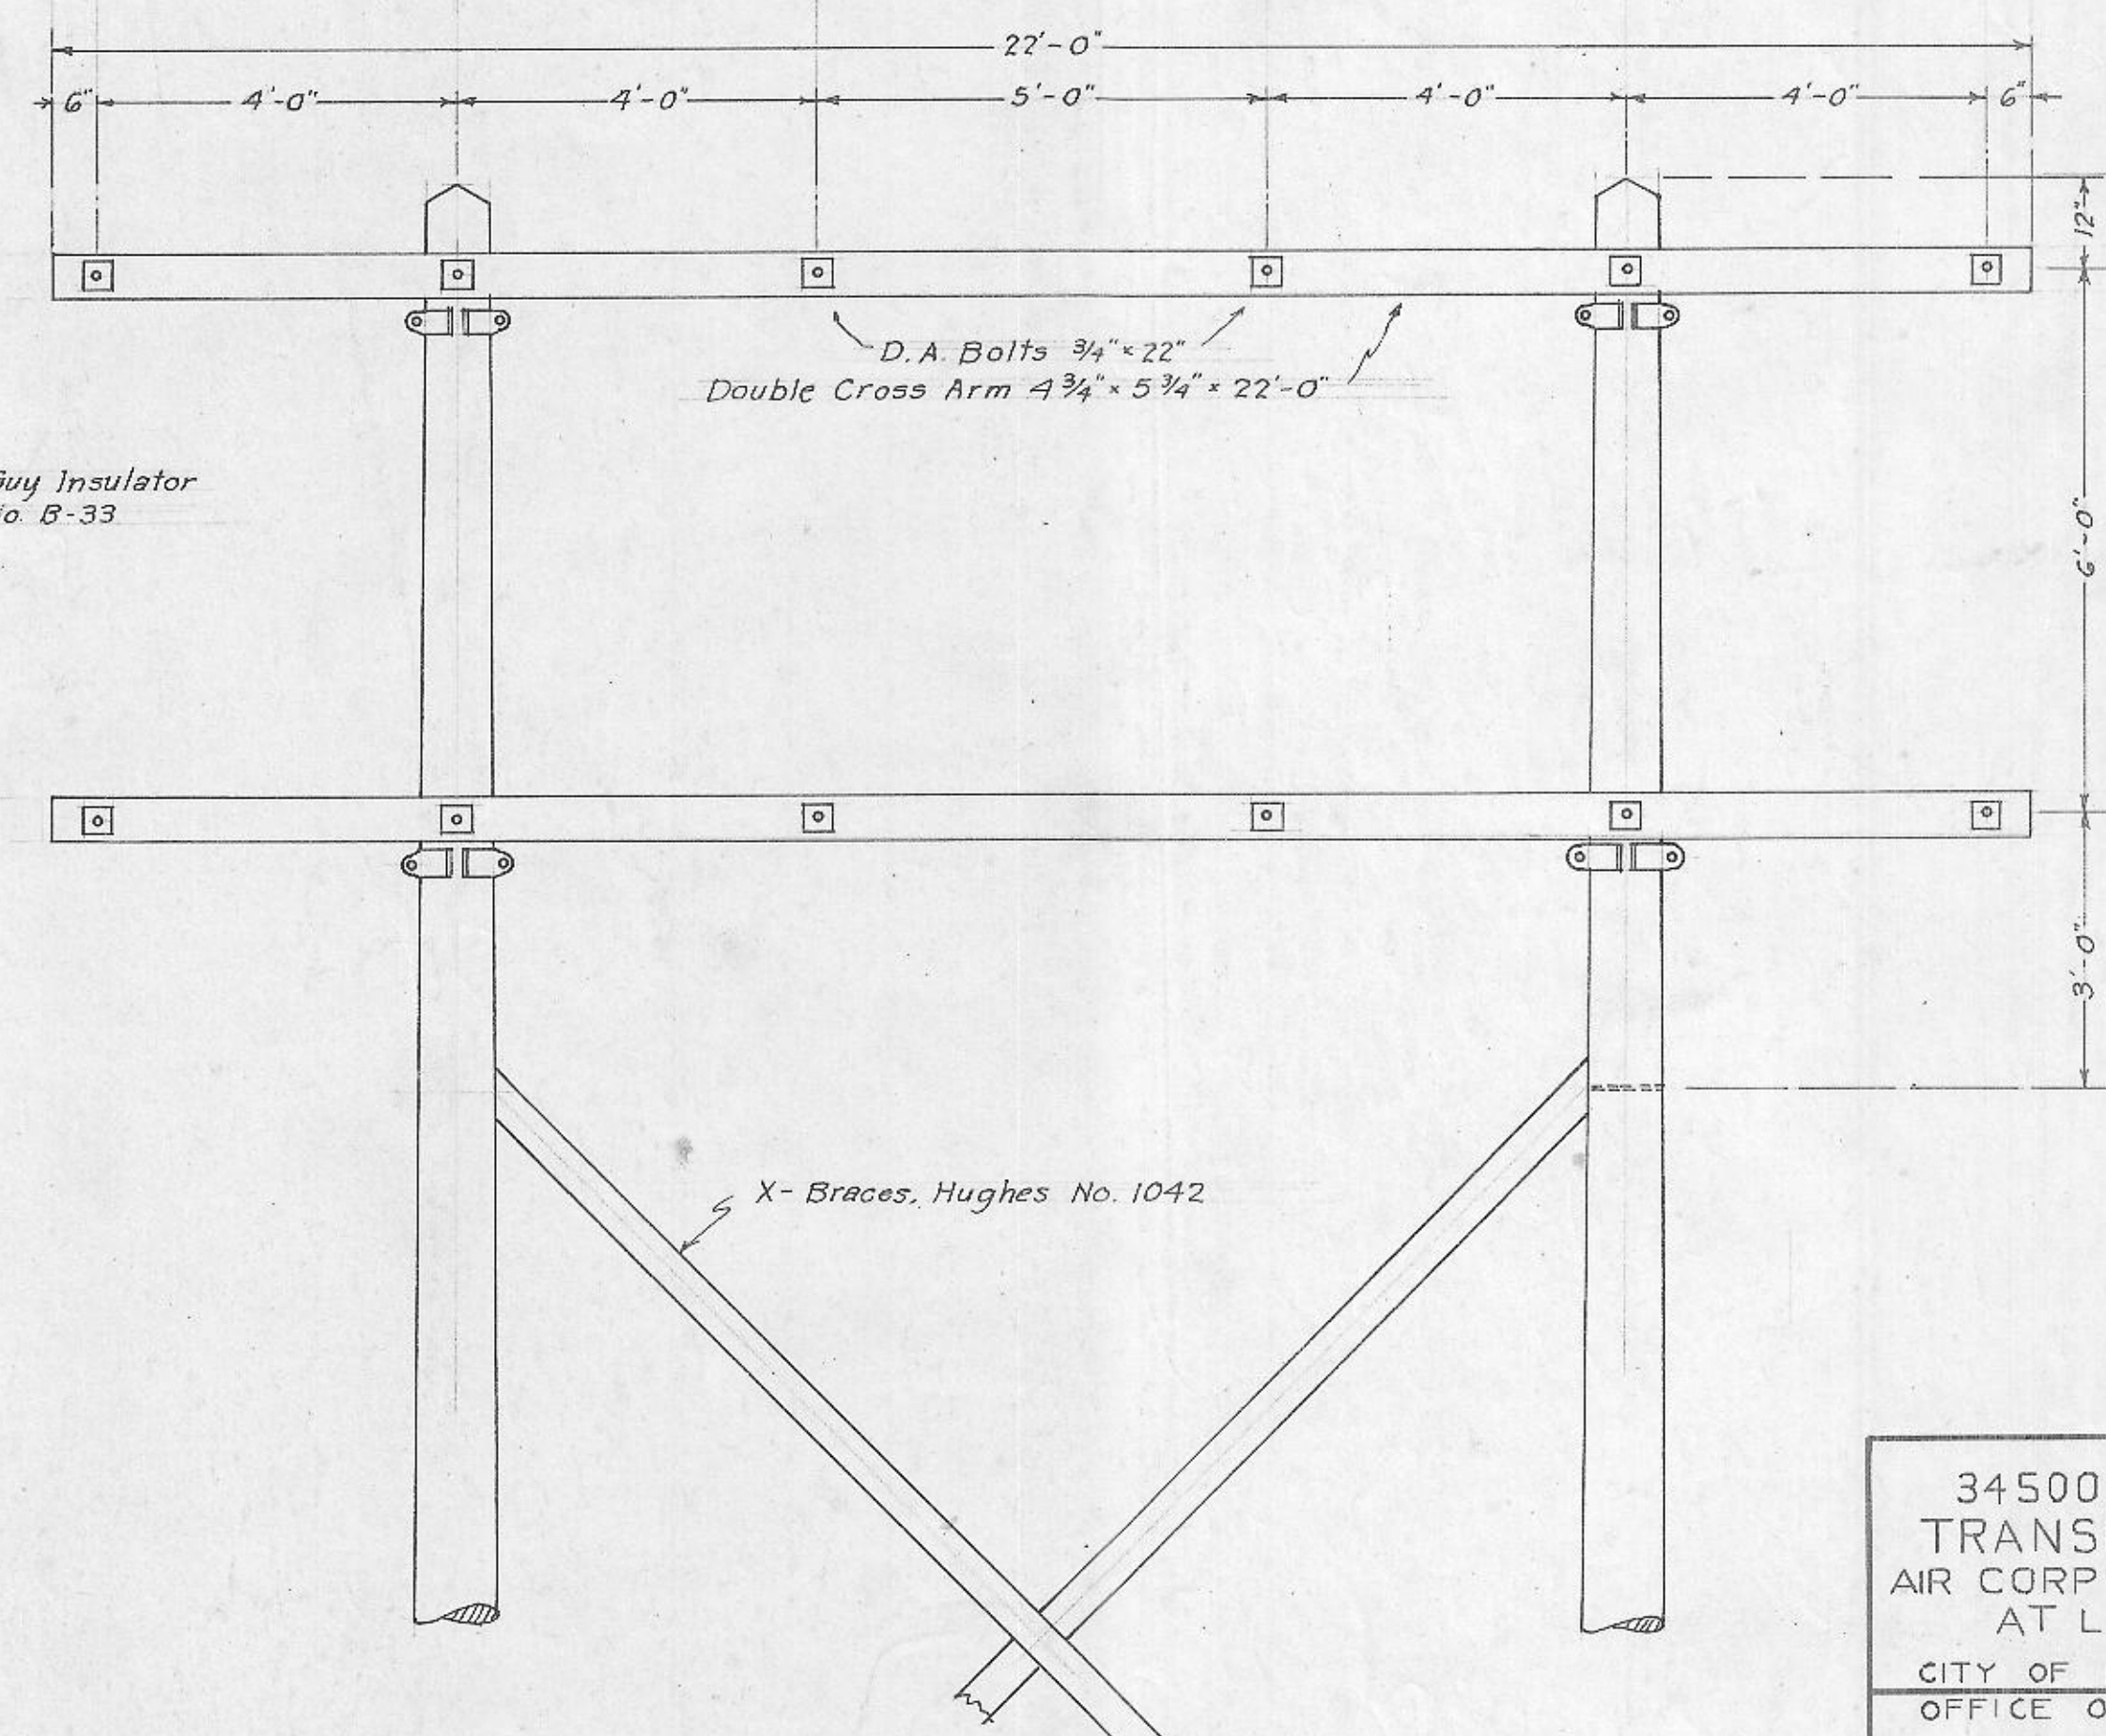 22'-0"
6" 4'-0" 4'-0" 5'-0" 4'-0" 4'-0" 6"
12"
D.A. Bolts 3/4" x 22"
Double Cross Arm 4 3/4" x 5 3/4" x 22'-0"
Insulator
B-33
6'-0"
3'-0"
X- Braces, Hughes No. 1042
34500
TRANS
AIR CORP
AT L
CITY OF
OFFICE O